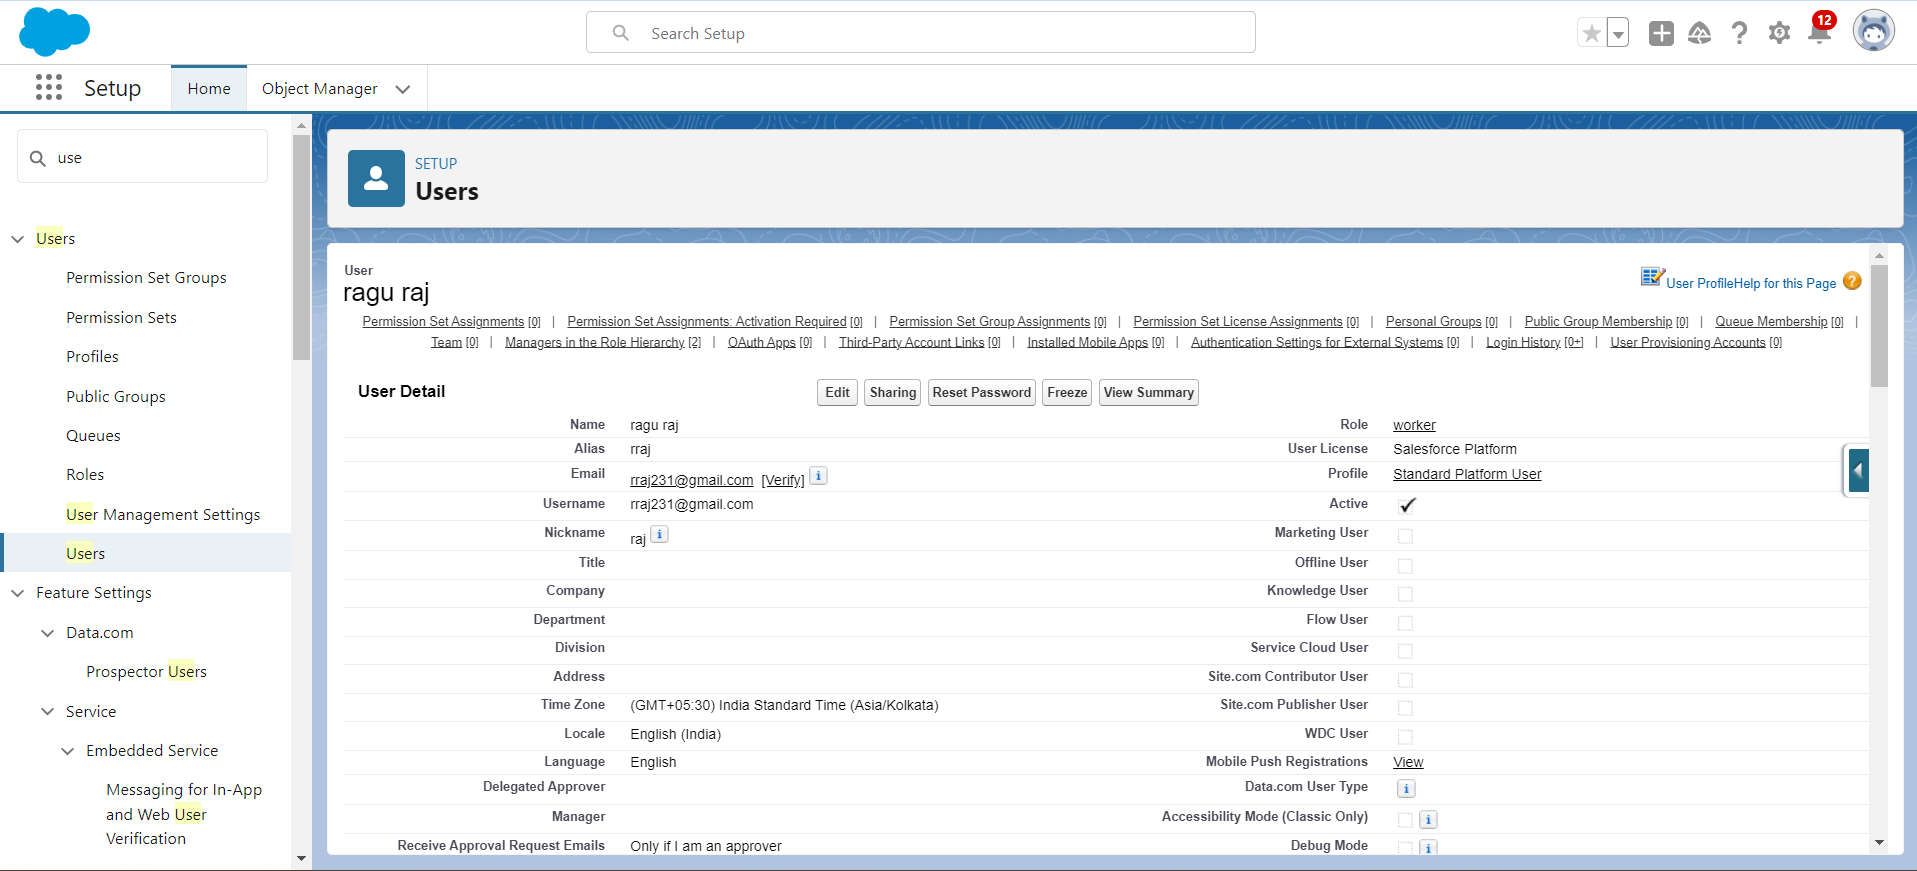 Search Setup
12
Setup
Home
Object Manager
use
Users
Permission Set Groups
Permission Sets
Profiles
Public Groups
Queues
Roles
User Management Settings
Users
Feature Settings
Data.com
Prospector Users
Service
Embedded Service
Messaging for In-App
and Web User
Verification
SETUP
Users
User
ragu raj
User Profile Help for this Page ?
Permission Set Assignments [0] | Permission Set Assignments: Activation Required [0] | Permission Set Group Assignments [0] | Permission Set License Assignments [0] | Personal Groups [0] | Public Group Membership [0] | Queue Membership [0] |
Team [0] | Managers in the Role Hierarchy [2] | OAuth Apps [0] | Third-Party Account Links [0] | Installed Mobile Apps [0] | Authentication Settings for External Systems [0] | Login History [0+] | User Provisioning Accounts [0]
User Detail
Edit Sharing Reset Password Freeze View Summary
Name ragu raj Role worker
Alias rraj User License Salesforce Platform
Email rraj231@gmail.com [Verify] i Profile Standard Platform User
Username rraj231@gmail.com Active ✓
Nickname raj i Marketing User
Title Offline User
Company Knowledge User
Department Flow User
Division Service Cloud User
Address Site.com Contributor User
Time Zone (GMT+05:30) India Standard Time (Asia/Kolkata) Site.com Publisher User
Locale English (India) WDC User
Language English Mobile Push Registrations View
Delegated Approver Data.com User Type i
Manager Accessibility Mode (Classic Only) i
Receive Approval Request Emails Only if I am an approver Debug Mode i